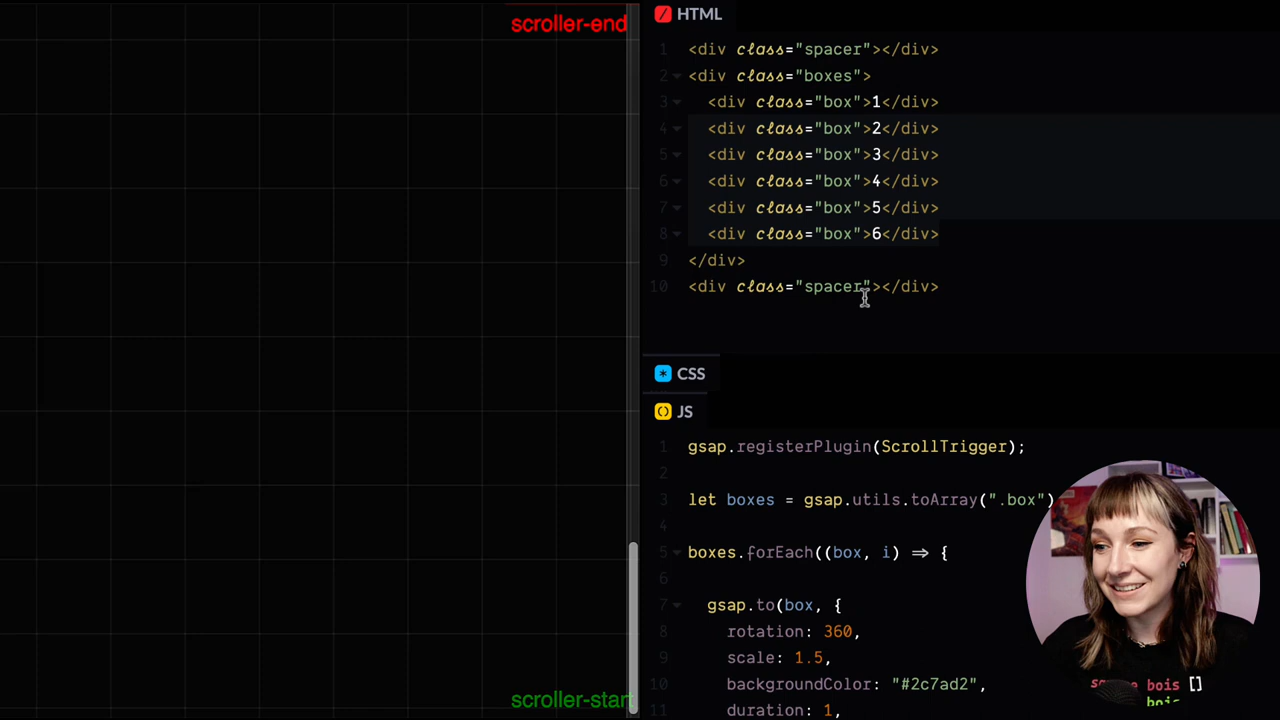 scroller-end
HTML
1 <div class="spacer"></div>
2 <div class="boxes">
3 <div class="box">1</div>
4 <div class="box">2</div>
5 <div class="box">3</div>
6 <div class="box">4</div>
7 <div class="box">5</div>
8 <div class="box">6</div>
9 </div>
10 <div class="spacer"></div>
CSS
JS
1 gsap.registerPlugin(ScrollTrigger);
2
3 let boxes = gsap.utils.toArray(".box")
4
5 boxes.forEach((box, i) => {
6
7 gsap.to(box, {
8 rotation: 360,
9 scale: 1.5,
10 backgroundColor: "#2c7ad2",
11 duration: 1,
scroller-start
bois []
bois